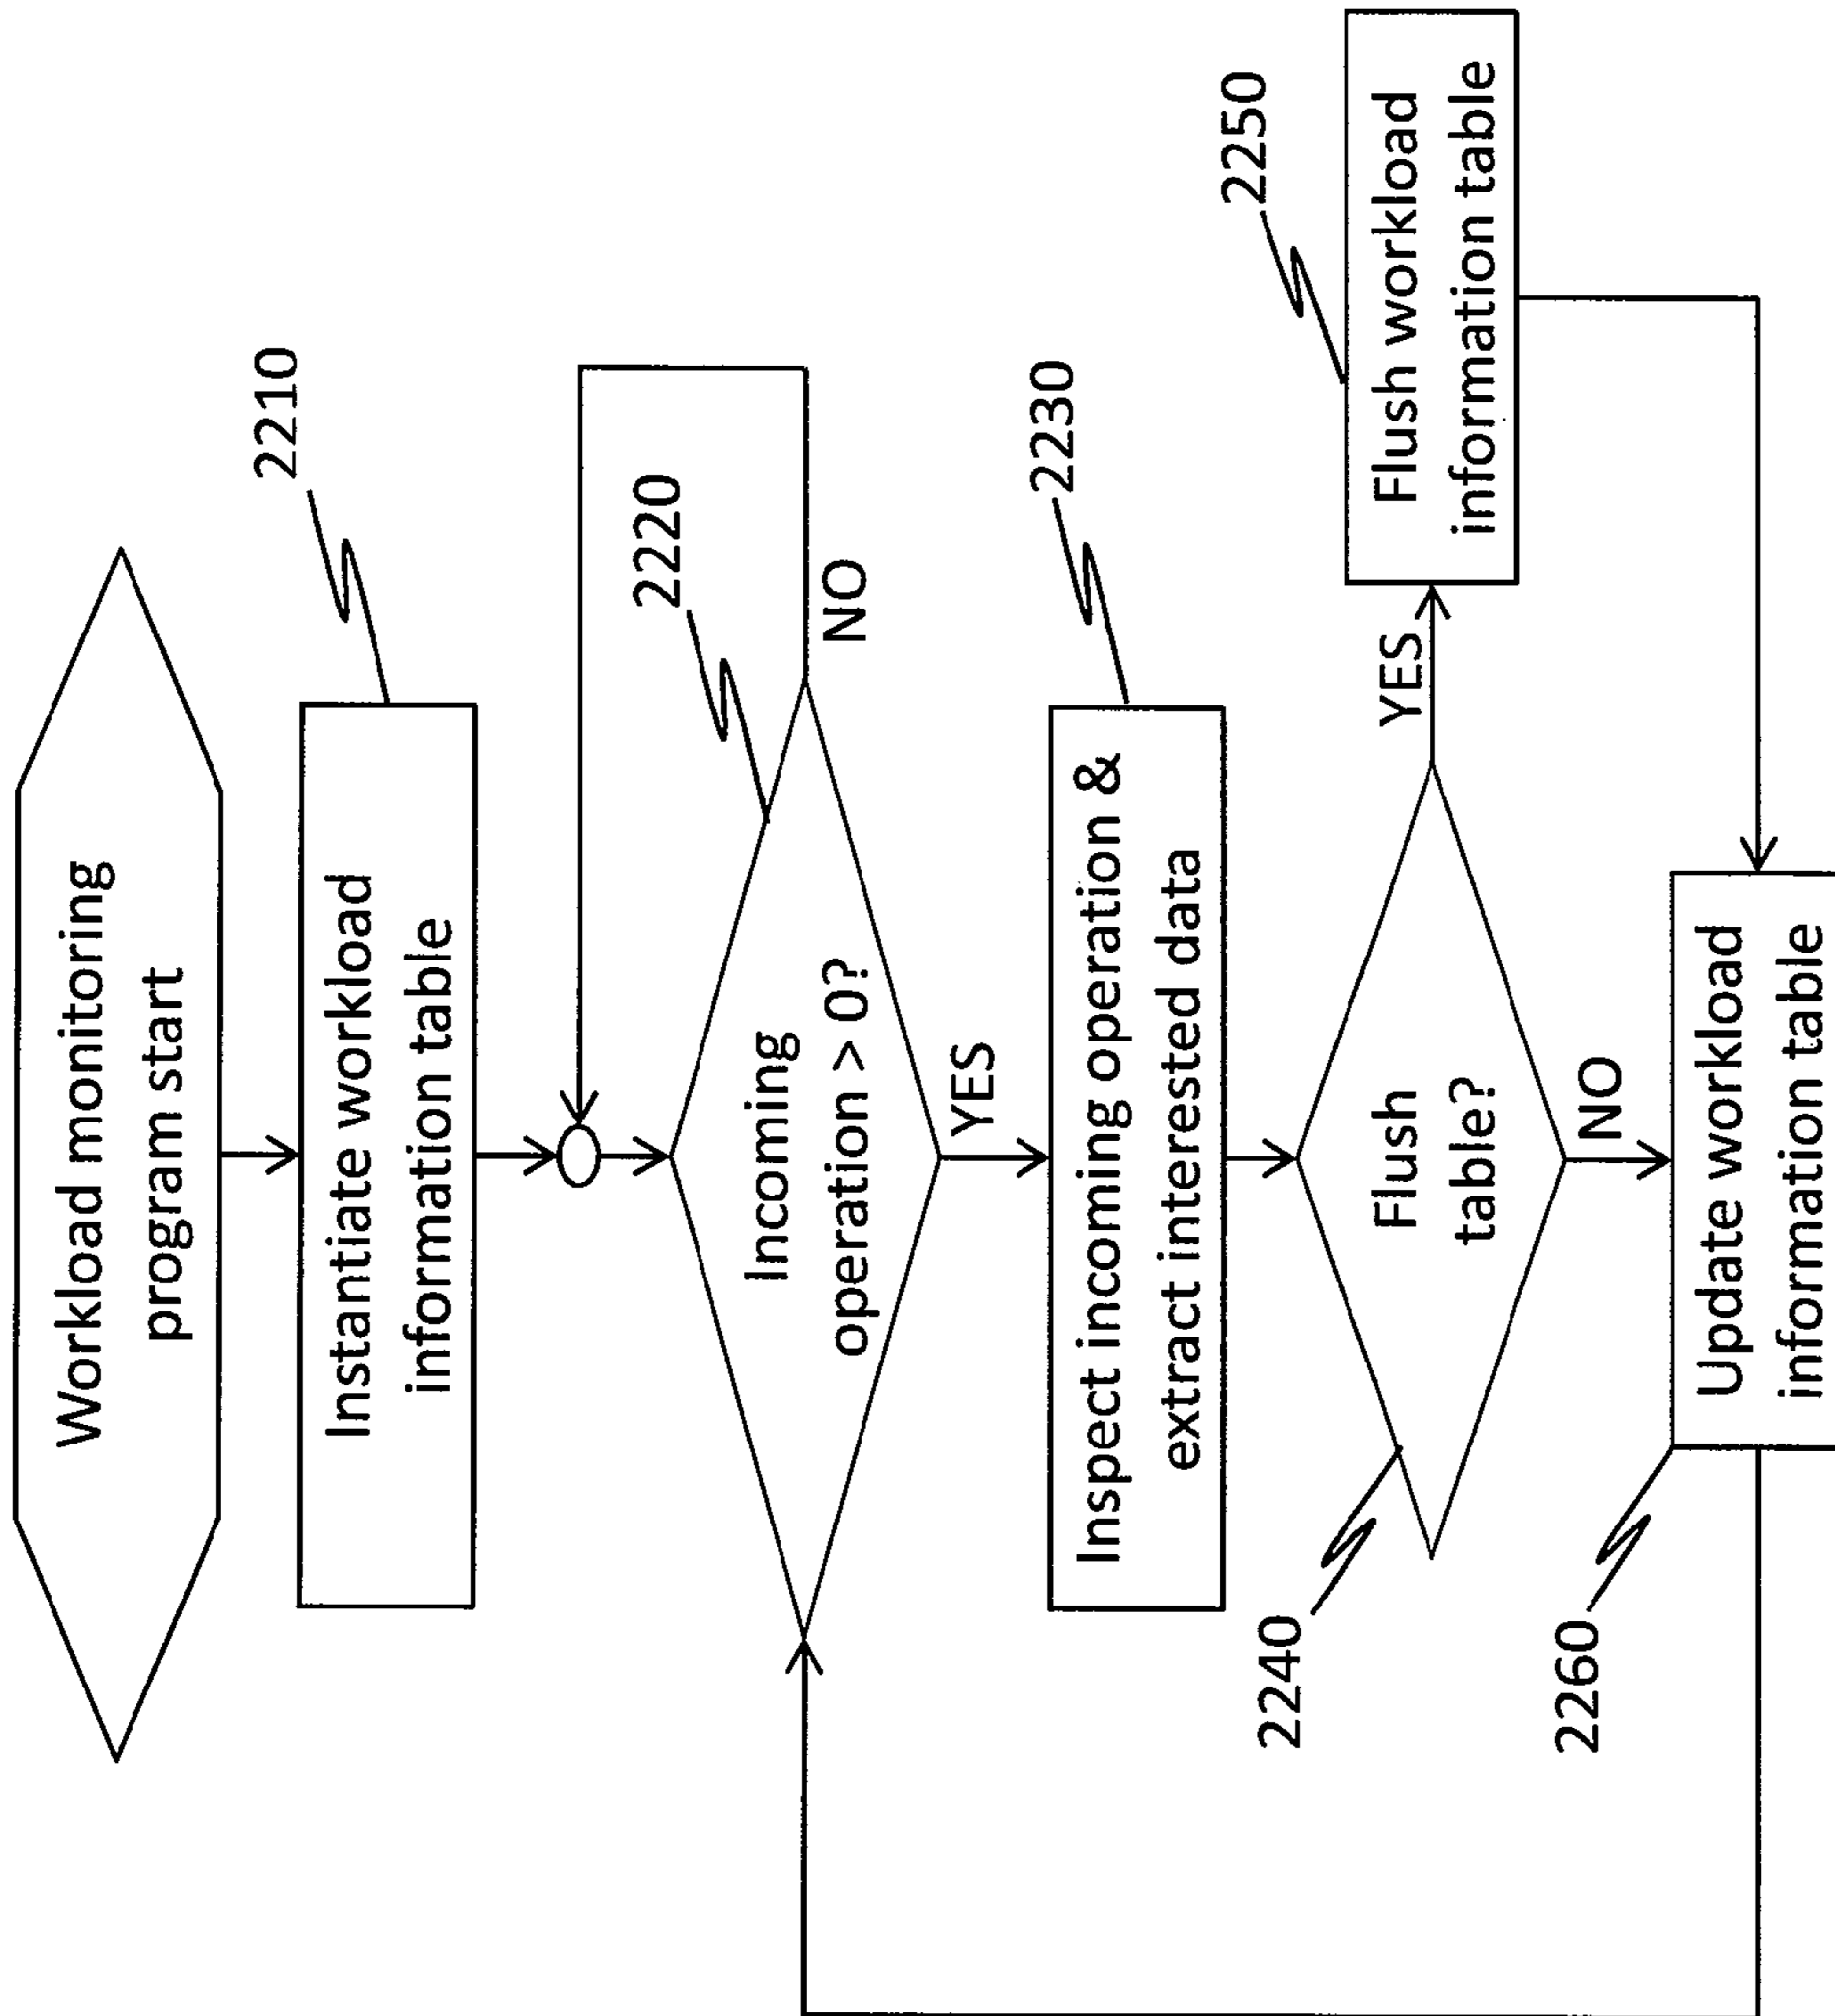 Workload monitoring
program start
2210
Instantiate workload
information table
2220
Incoming
operation > 0?
NO
YES
2230
Inspect incoming operation &
extract interested data
2240
Flush
table?
YES
NO
2250
Flush workload
information table
2260
Update workload
information table